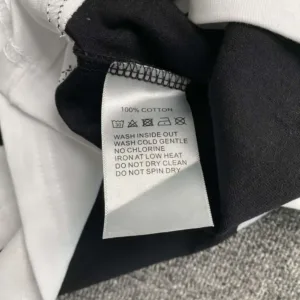 100% COTTON
WASH INSIDE OUT
WASH COLD GENTLE
NO CHLORINE
IRON AT LOW HEAT
DO NOT DRY CLEAN
DO NOT SPIN DRY